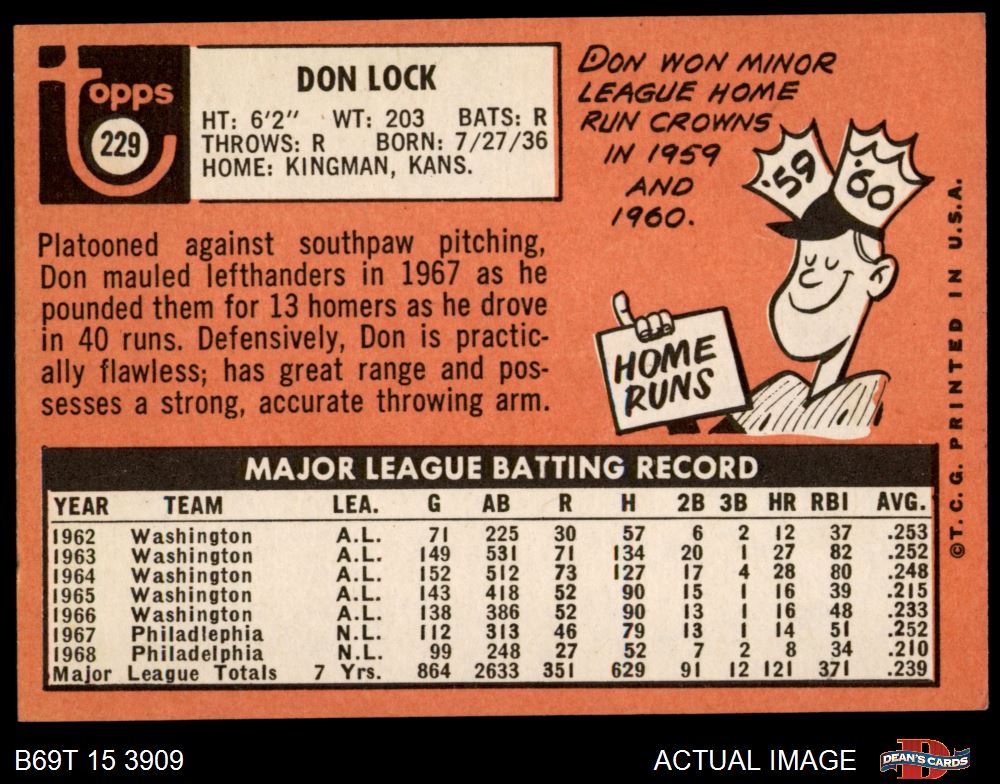 Topps
229
DON LOCK
HT: 6'2" WT: 203 BATS: R
THROWS: R BORN: 7/27/36
HOME: KINGMAN, KANS.
DON WON MINOR
LEAGUE HOME
RUN CROWNS
IN 1959
AND
1960.
'59
'60
HOME
RUNS
Platooned against southpaw pitching,
Don mauled lefthanders in 1967 as he
pounded them for 13 homers as he drove
in 40 runs. Defensively, Don is practic-
ally flawless; has great range and pos-
sesses a strong, accurate throwing arm.
©T.C.G. PRINTED IN U.S.A.
MAJOR LEAGUE BATTING RECORD
YEAR TEAM LEA. G AB R H 2B 3B HR RBI AVG.
1962 Washington A.L. 71 225 30 57 6 2 12 37 .253
1963 Washington A.L. 149 531 71 134 20 1 27 82 .252
1964 Washington A.L. 152 512 73 127 17 4 28 80 .248
1965 Washington A.L. 143 418 52 90 15 1 16 39 .215
1966 Washington A.L. 138 386 52 90 13 1 16 48 .233
1967 Philadlephia N.L. 112 313 46 79 13 1 14 51 .252
1968 Philadelphia N.L. 99 248 27 52 7 2 8 34 .210
Major League Totals 7 Yrs. 864 2633 351 629 91 12 121 371 .239
B69T 15 3909
ACTUAL IMAGE
DEAN'S CARDS